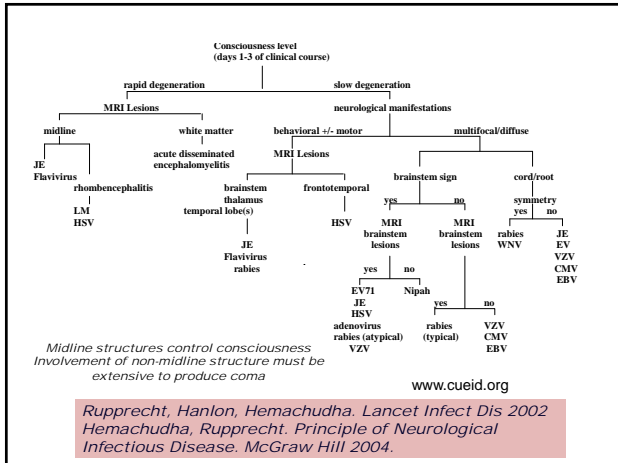 Consciousness level
(days 1-3 of clinical course)
rapid degeneration
slow degeneration
MRI Lesions
neurological manifestations
midline
white matter
behavioral +/- motor
multifocal/diffuse
JE
Flavivirus
acute disseminated
encephalomyelitis
MRI Lesions
rhombencephalitis
brainstem
thalamus
temporal lobe(s)
frontotemporal
brainstem sign
cord/root
LM
HSV
JE
Flavivirus
rabies
HSV
yes
no
symmetry
yes no
MRI
brainstem
lesions
MRI
brainstem
lesions
rabies
WNV
JE
EV
VZV
CMV
EBV
yes
no
EV71
JE
HSV
adenovirus
rabies (atypical)
VZV
Nipah
yes
no
rabies
(typical)
VZV
CMV
EBV
Midline structures control consciousness
Involvement of non-midline structure must be
extensive to produce coma
www.cueid.org
Rupprecht, Hanlon, Hemachudha. Lancet Infect Dis 2002
Hemachudha, Rupprecht. Principle of Neurological
Infectious Disease. McGraw Hill 2004.